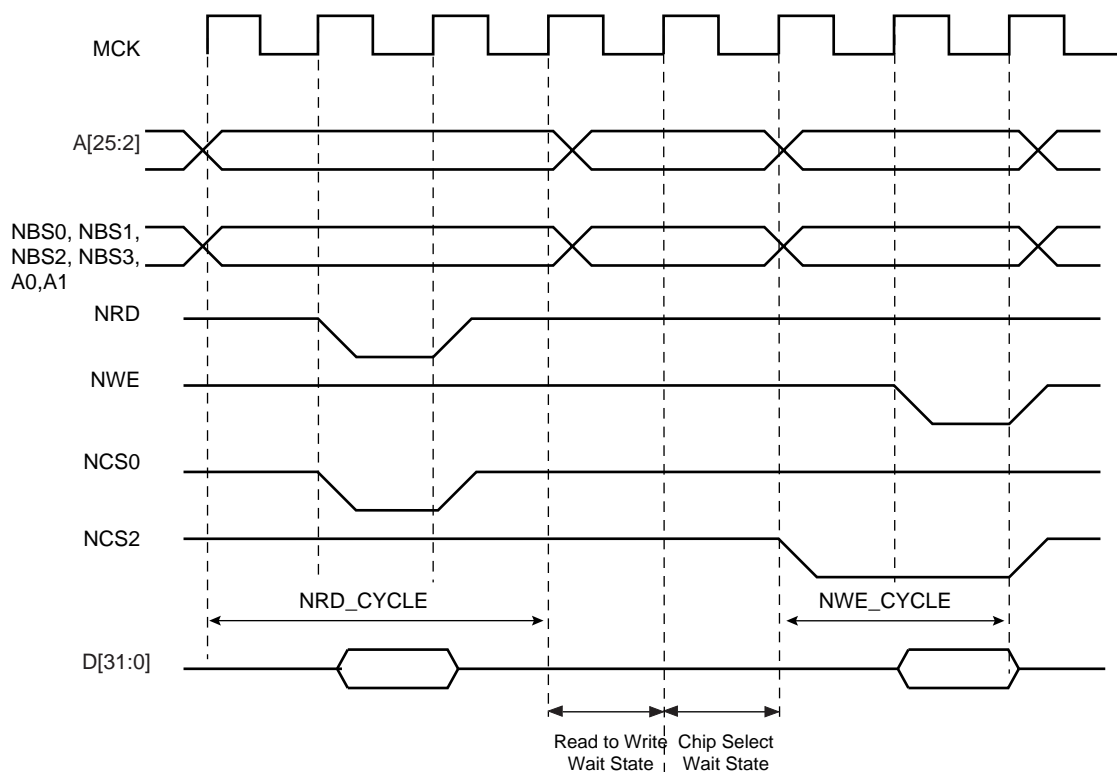 MCK
A[25:2]
NBS0, NBS1,
NBS2, NBS3,
A0,A1
NRD
NWE
NCS0
NCS2
NRD_CYCLE
NWE_CYCLE
D[31:0]
Read to Write
Wait State
Chip Select
Wait State